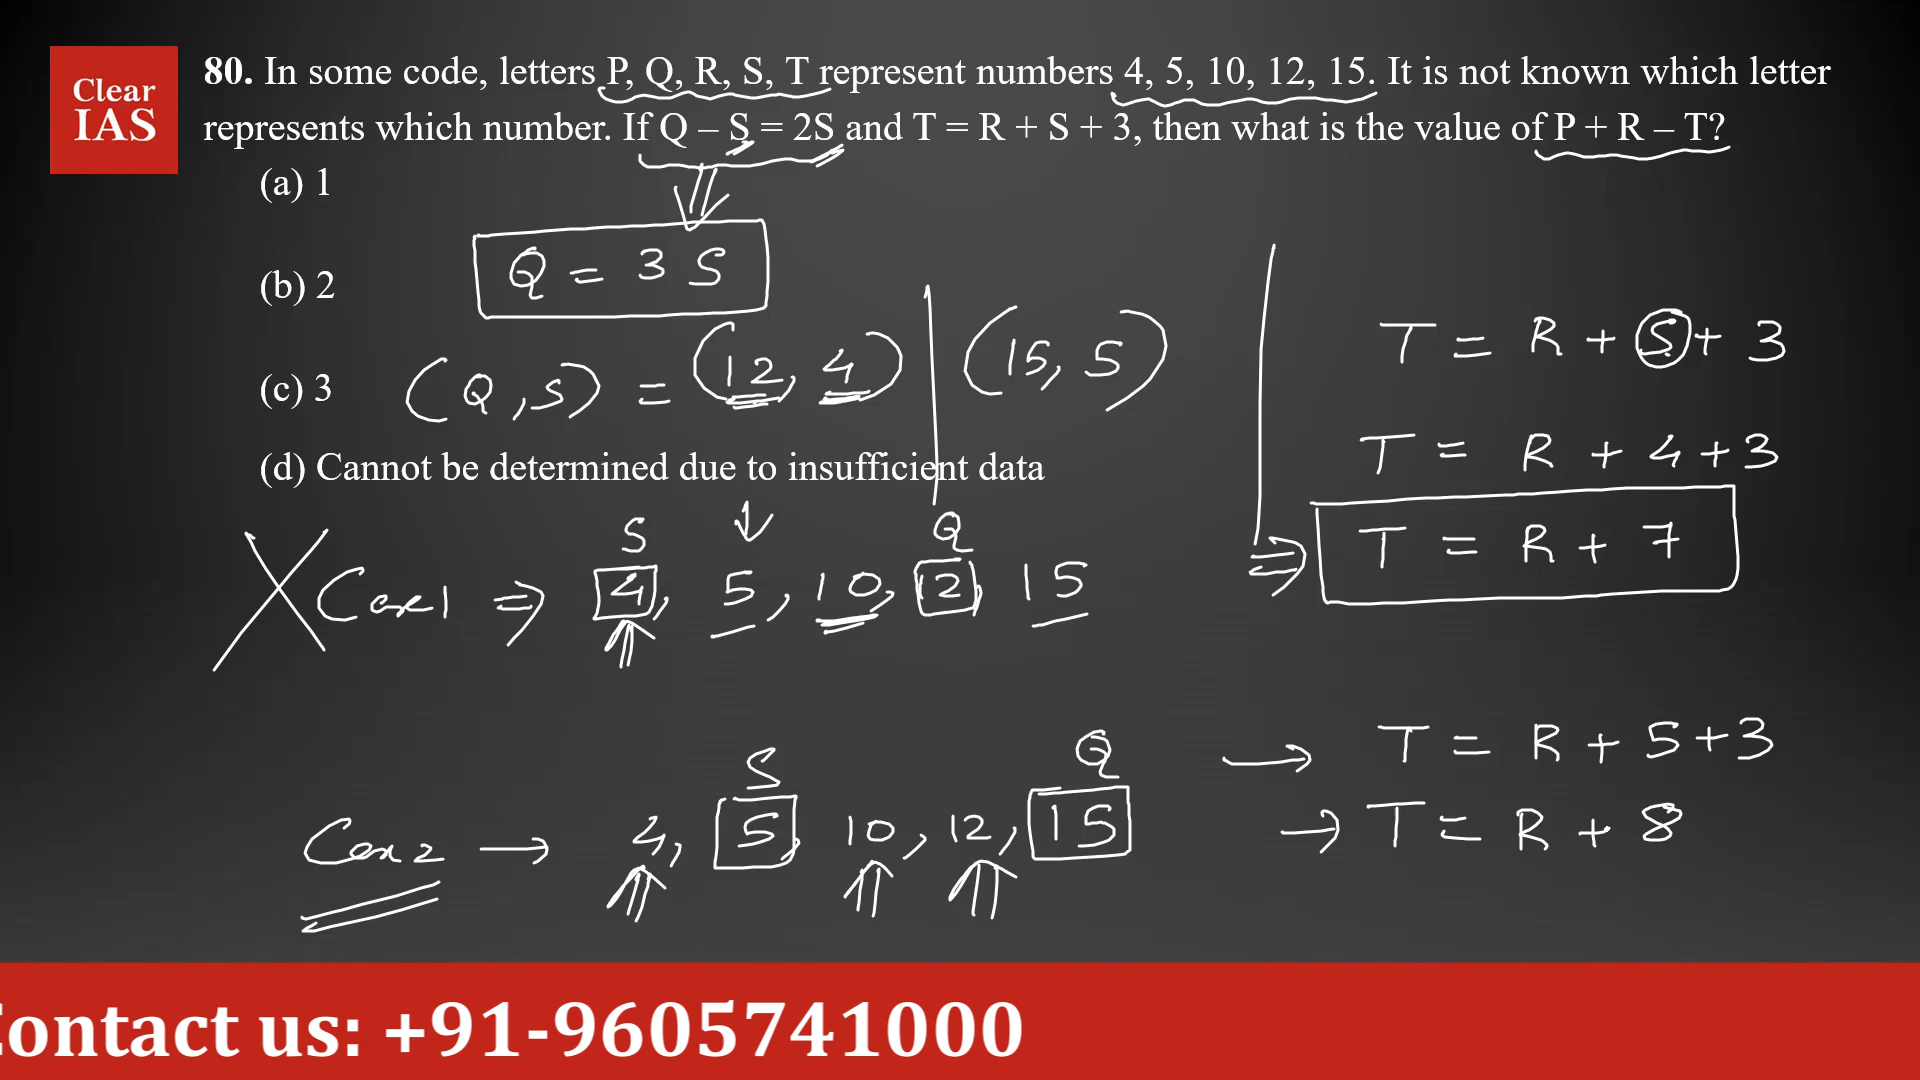 Clear
IAS
80. In some code, letters P, Q, R, S, T represent numbers 4, 5, 10, 12, 15. It is not known which letter
represents which number. If Q – S = 2S and T = R + S + 3, then what is the value of P + R – T?
(a) 1
Q = 3 S
(b) 2
T = R + S + 3
(c) 3 (Q, S) = (12, 4) (15, 5)
T = R + 4 + 3
(d) Cannot be determined due to insufficient data
S Q
T = R + 7
Case 1 ⇒ 4, 5, 10, 12, 15
S Q
T = R + 5 + 3
Case 2 → 4, 5, 10, 12, 15
→ T = R + 8
ontact us: +91-9605741000